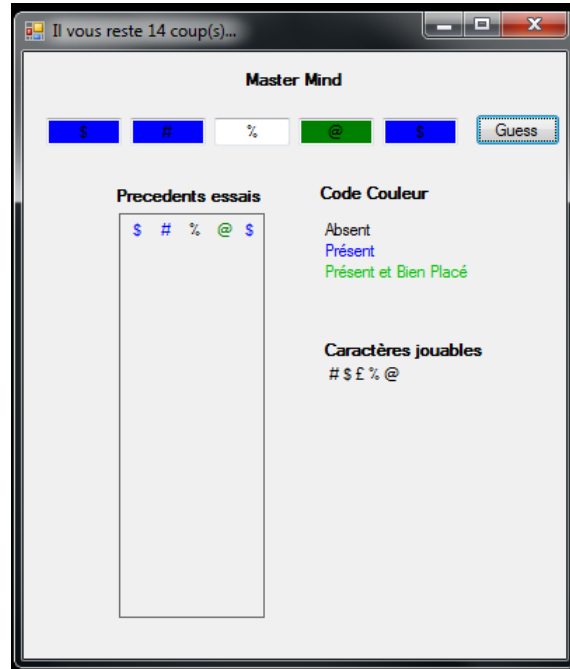 Il vous reste 14 coup(s)...
Master Mind
$ # % @ $ Guess
Precedents essais
$ # % @ $
Code Couleur
Absent
Présent
Présent et Bien Placé
Caractères jouables
# $ £ % @